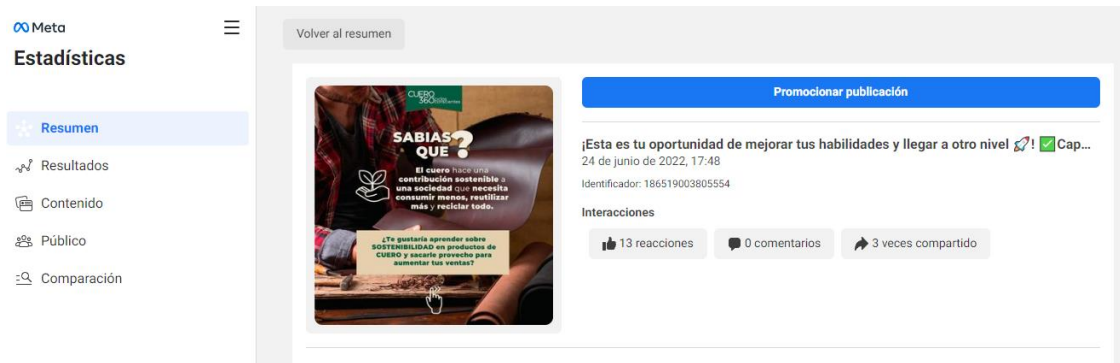 Meta
Estadísticas
Resumen
Resultados
Contenido
Público
Comparación
Volver al resumen
CUERO
360
SABIAS
QUE ?
El cuero hace una
contribución sostenible a
una sociedad que necesita
consumir menos, reutilizar
más y reciclar todo.
¿Te gustaría aprender sobre
SOSTENIBILIDAD en productos de
CUERO y sacarle provecho para
aumentar tus ventas?
Promocionar publicación
¡Esta es tu oportunidad de mejorar tus habilidades y llegar a otro nivel 🚀! ✅ Cap...
24 de junio de 2022, 17:48
Identificador: 186519003805554
Interacciones
13 reacciones
0 comentarios
3 veces compartido